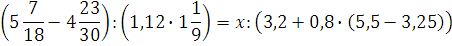 (5 7/18 − 4 23/30) : (1,12 · 1 1/9) = x : (3,2 + 0,8 · (5,5 − 3,25))